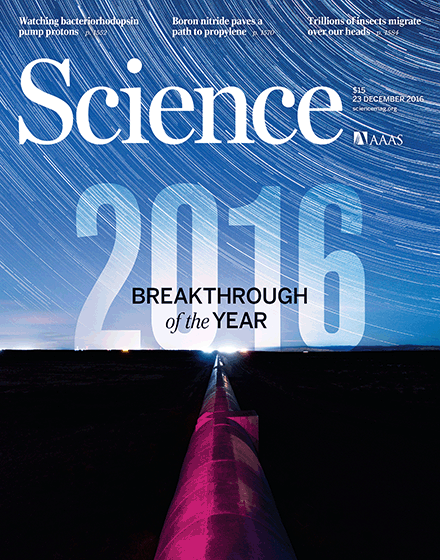 Watching bacteriorhodopsin
pump protons p. 1552
Boron nitride paves a
path to propylene p. 1570
Trillions of insects migrate
over our heads p. 1584
Science
$15
23 DECEMBER 2016
sciencemag.org
AAAS
2016
BREAKTHROUGH
of the YEAR